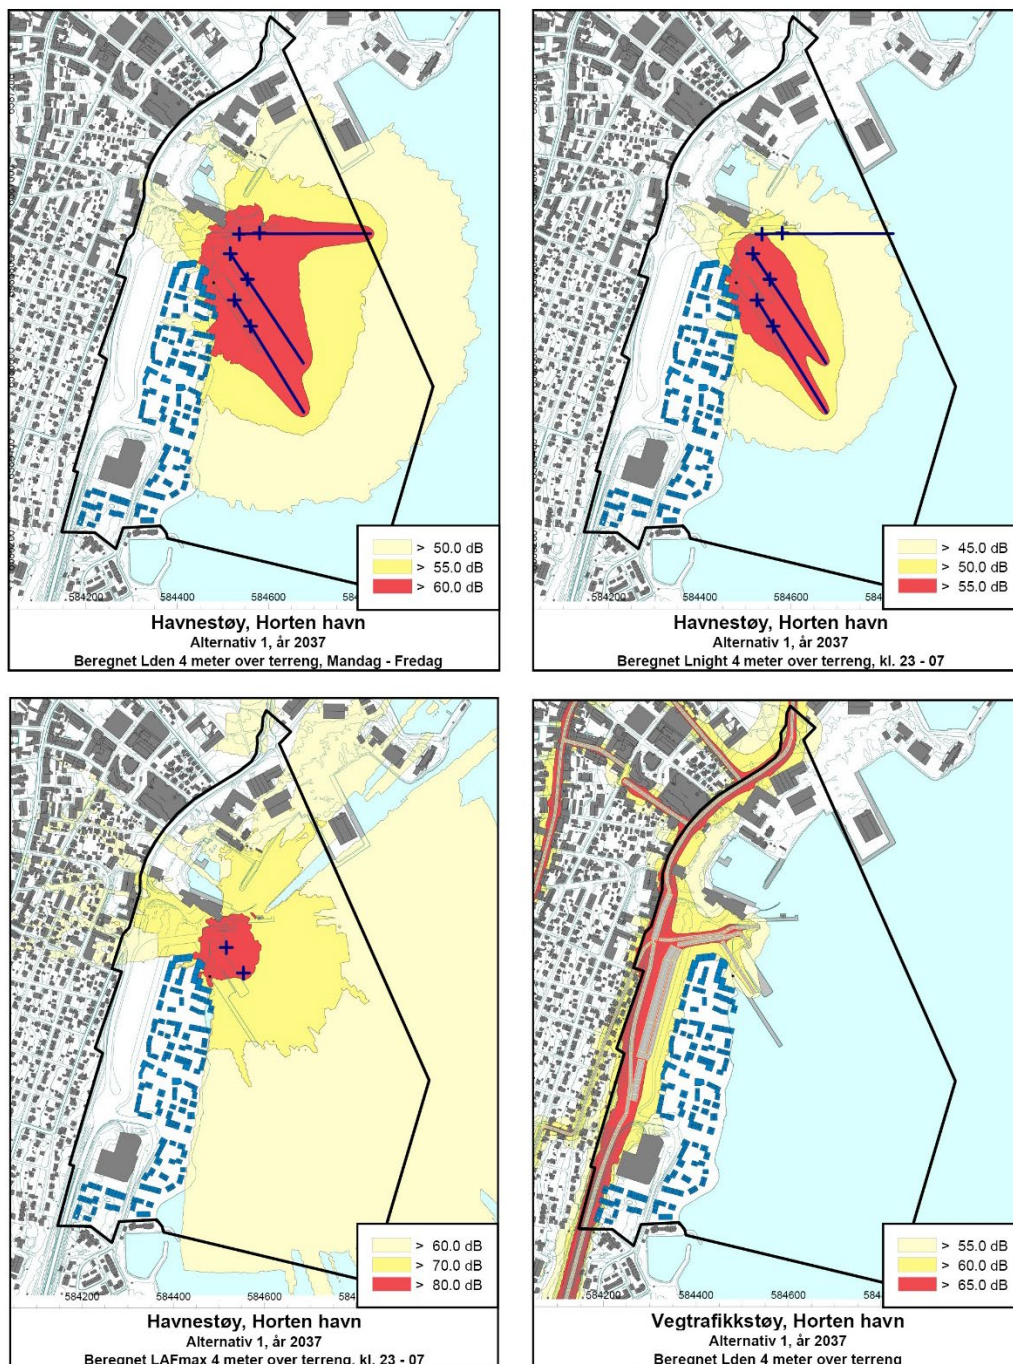 > 50.0 dB
> 55.0 dB
> 60.0 dB
584200
584400
584600
Havnestøy, Horten havn
Alternativ 1, år 2037
Beregnet Lden 4 meter over terreng, Mandag - Fredag
> 45.0 dB
> 50.0 dB
> 55.0 dB
584200
584400
584600
Havnestøy, Horten havn
Alternativ 1, år 2037
Beregnet Lnight 4 meter over terreng, kl. 23 - 07
> 60.0 dB
> 70.0 dB
> 80.0 dB
584200
584400
584600
Havnestøy, Horten havn
Alternativ 1, år 2037
Beregnet LAFmax 4 meter over terreng, kl. 23 - 07
> 55.0 dB
> 60.0 dB
> 65.0 dB
584200
584400
584600
Vegtrafikkstøy, Horten havn
Alternativ 1, år 2037
Beregnet Lden 4 meter over terreng